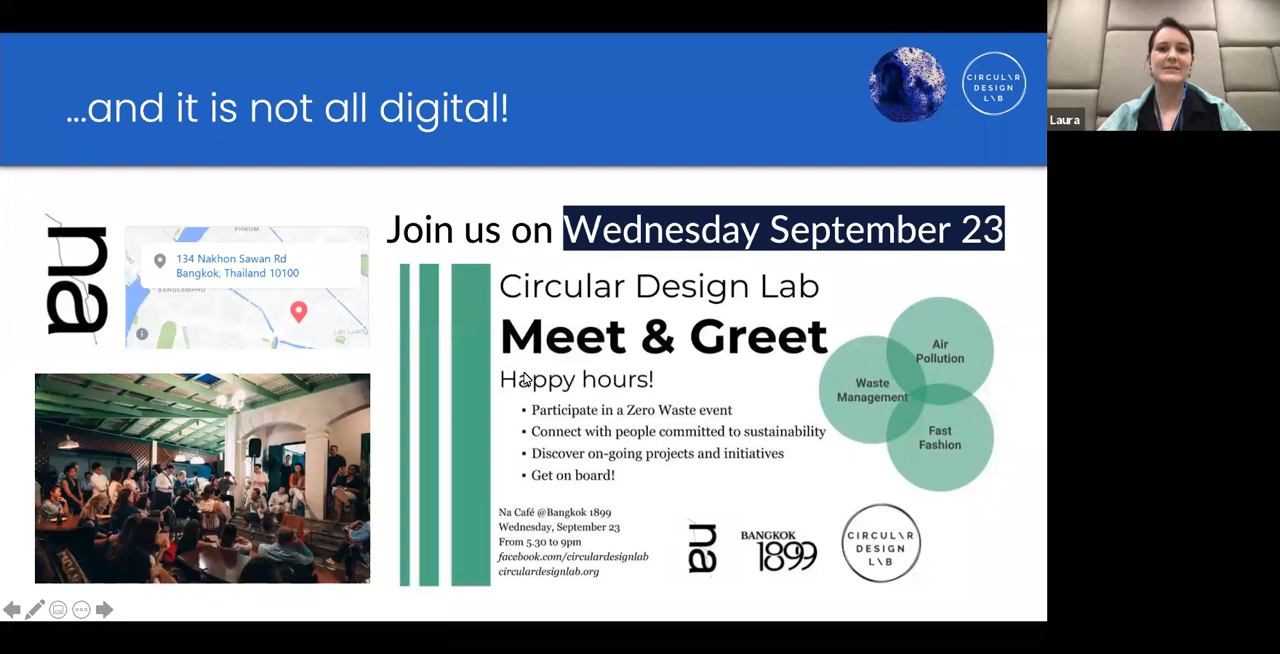 ...and it is not all digital!
CIRCUL\R
DESIGN
L\B
Laura
na
PHRUM
134 Nakhon Sawan Rd
Bangkok, Thailand 10100
BANGLAMPHU
Lan Luang
Join us on Wednesday September 23
Circular Design Lab
Meet & Greet
Happy hours!
▪ Participate in a Zero Waste event
▪ Connect with people committed to sustainability
▪ Discover on-going projects and initiatives
▪ Get on board!
Air
Pollution
Waste
Management
Fast
Fashion
Na Café @Bangkok 1899
Wednesday, September 23
From 5.30 to 9pm
facebook.com/circulardesignlab
circulardesignlab.org
na
BANGKOK
1899
CIRCUL\R
DESIGN
L\B